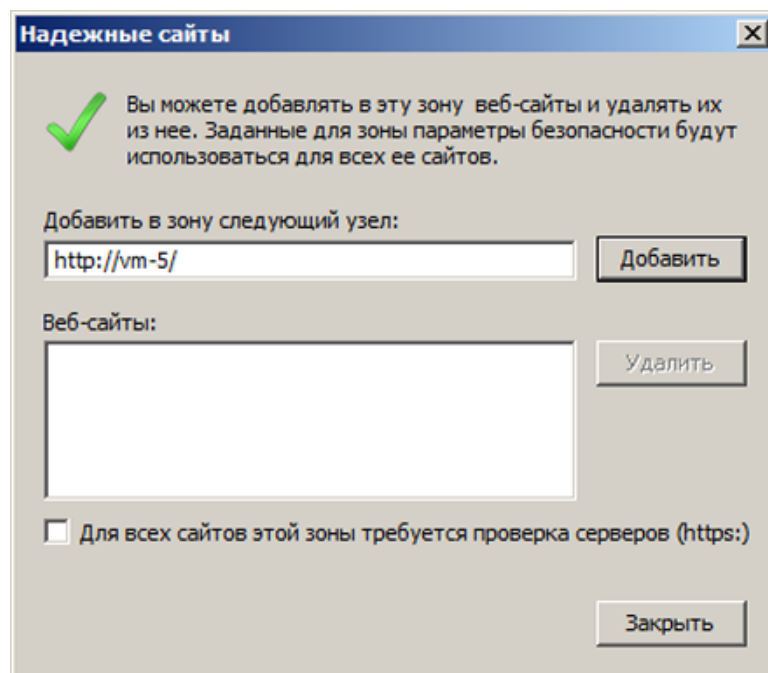 Надежные сайты
Вы можете добавлять в эту зону веб-сайты и удалять их
из нее. Заданные для зоны параметры безопасности будут
использоваться для всех ее сайтов.
Добавить в зону следующий узел:
http://vm-5/
Добавить
Веб-сайты:
Удалить
Для всех сайтов этой зоны требуется проверка серверов (https:)
Закрыть